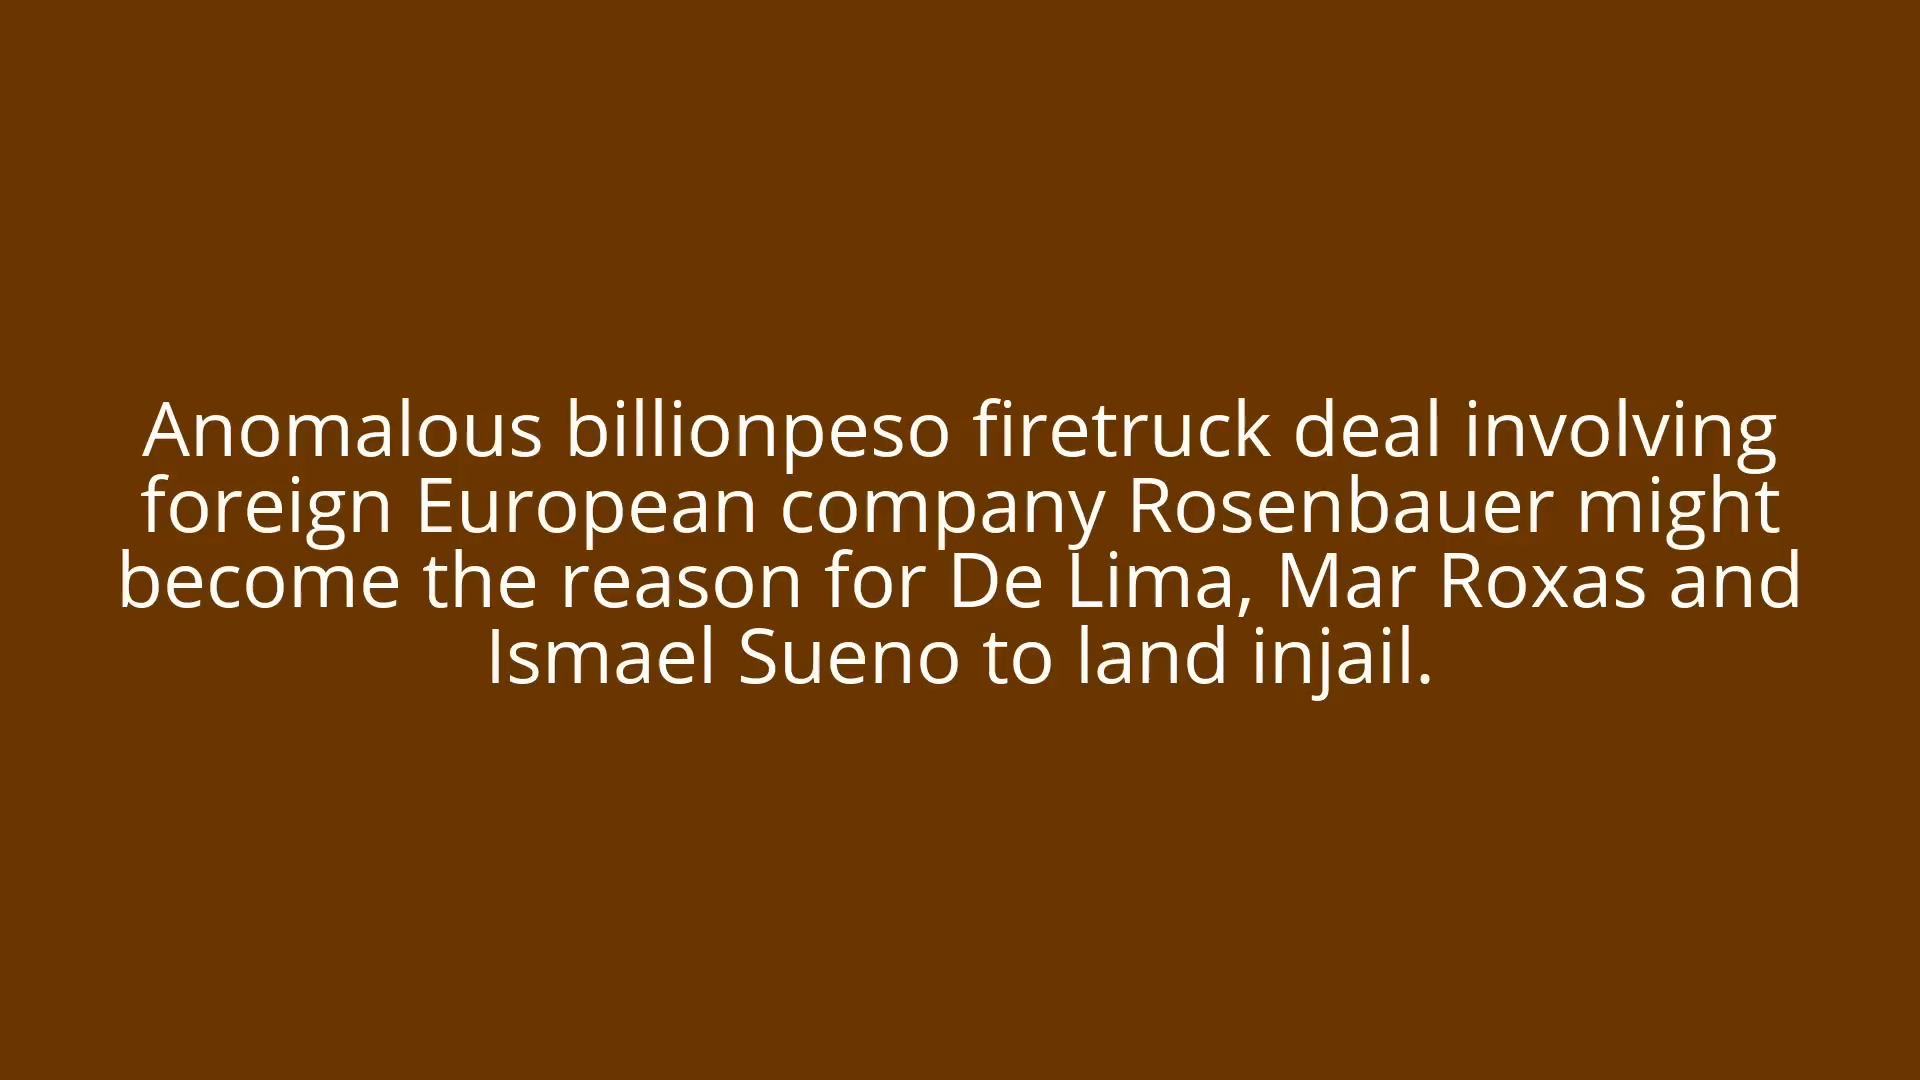 Anomalous billionpeso firetruck deal involving
foreign European company Rosenbauer might
become the reason for De Lima, Mar Roxas and
Ismael Sueno to land injail.